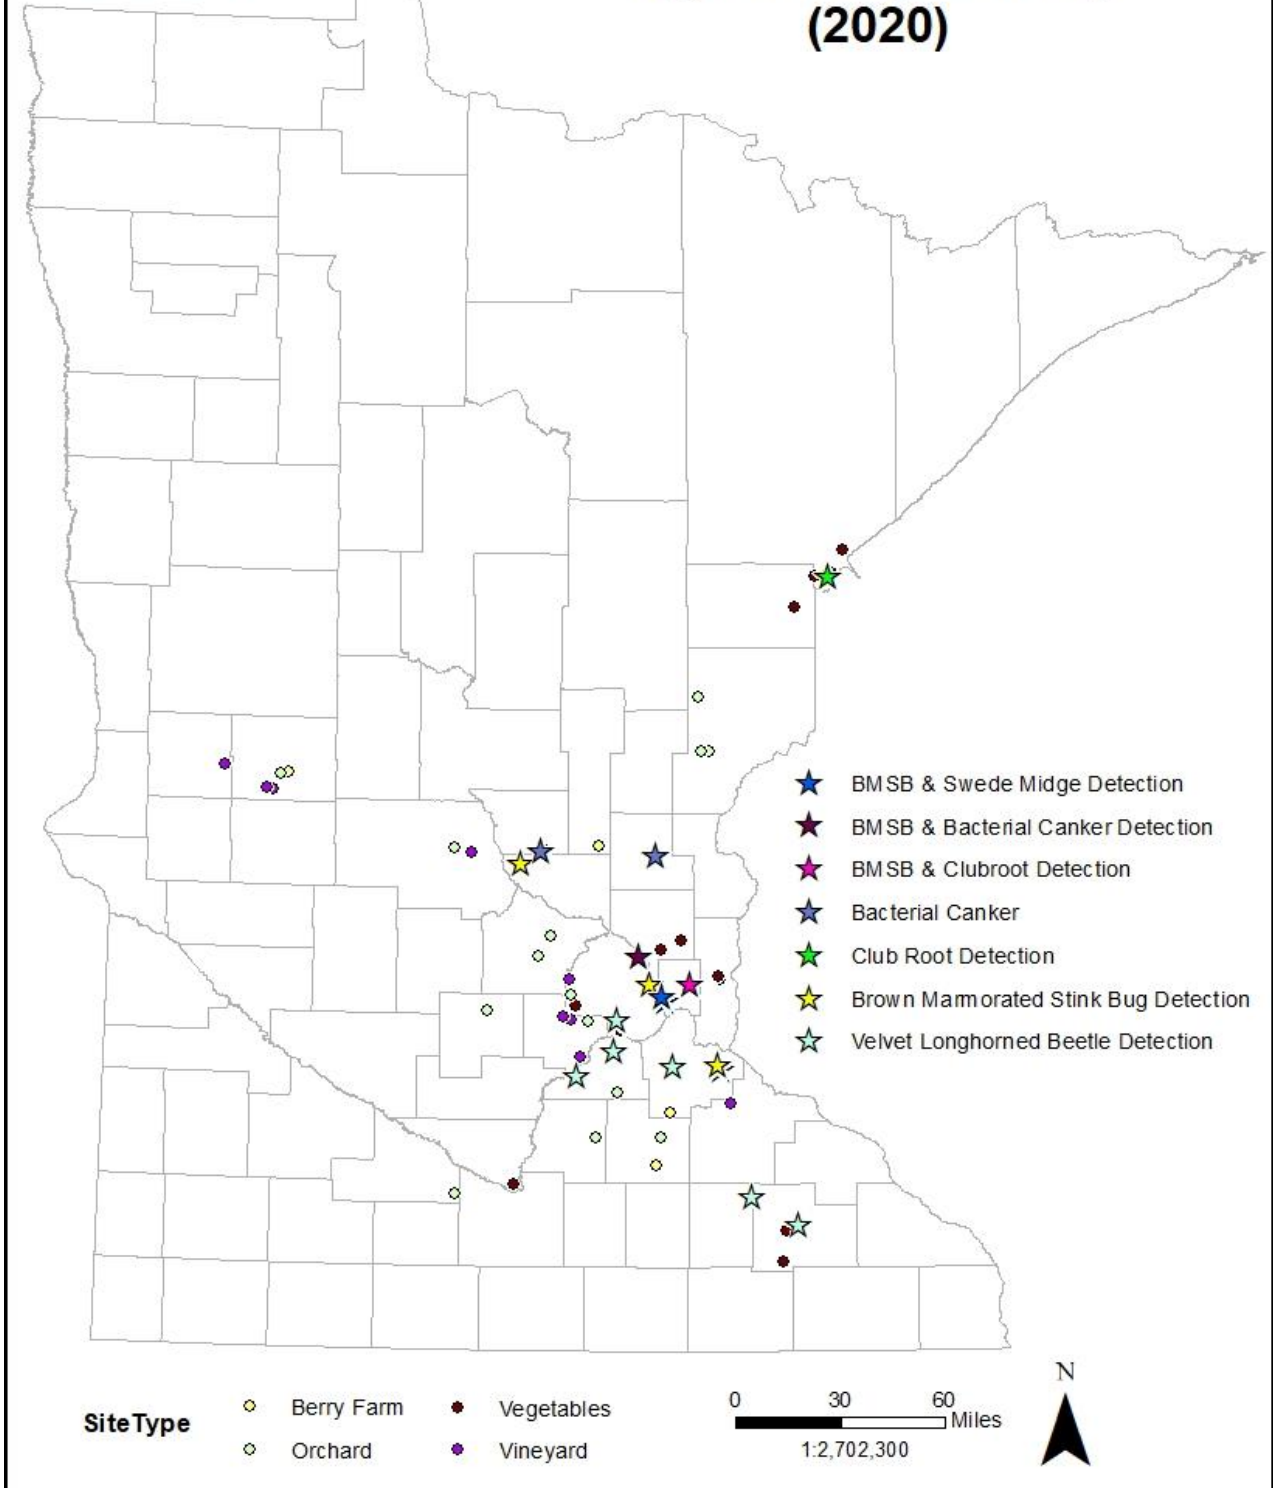 (2020)
BMSB & Swede Midge Detection
BMSB & Bacterial Canker Detection
BMSB & Clubroot Detection
Bacterial Canker
Club Root Detection
Brown Marmorated Stink Bug Detection
Velvet Longhorned Beetle Detection
SiteType
Berry Farm
Vegetables
Orchard
Vineyard
0 30 60
Miles
1:2,702,300
N